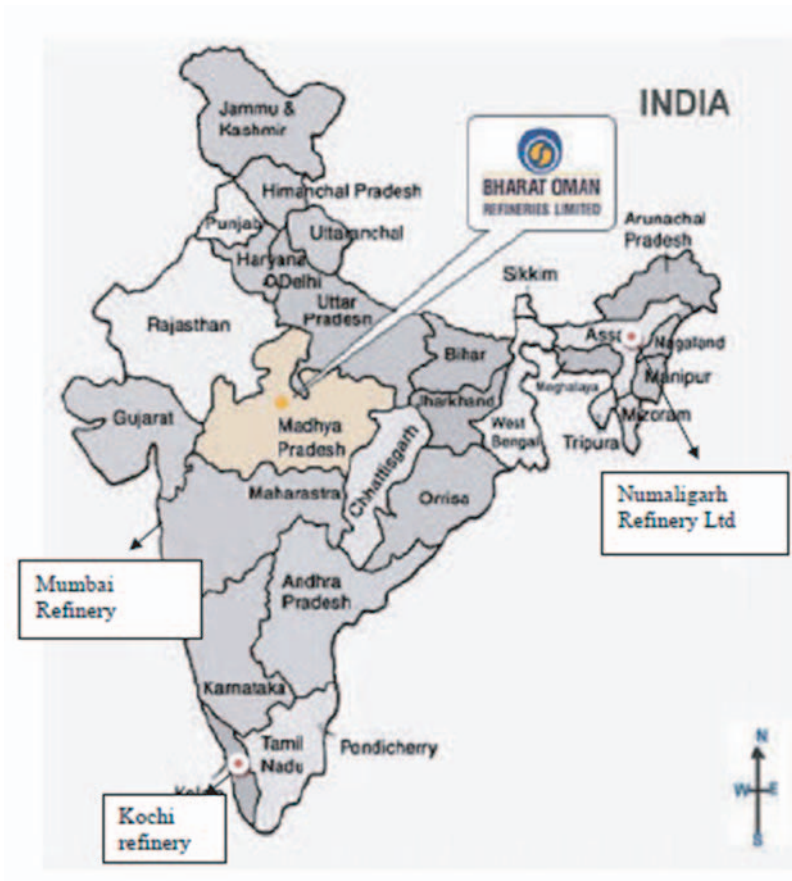 INDIA
Jammu &
Kashmir
BHARAT OMAN
REFINERIES LIMITED
Himanchal Pradesh
Arunachal
Pradesh
Punjab
Uttaranchal
Haryana
Delhi
Sikkim
Uttar
Pradesh
Rajasthan
Ass
Nagaland
Bihar
Meghalaya
Manipur
Jharkhand
Gujarat
Madhya
Pradesh
West
Bengal
Mizoram
Tripura
Chhattisgarh
Maharastra
Orrisa
Numaligarh
Refinery Ltd
Mumbai
Refinery
Andhra
Pradesh
Karnataka
Tamil
Nadu
Pondicherry
Kochi
refinery
N
W
E
S